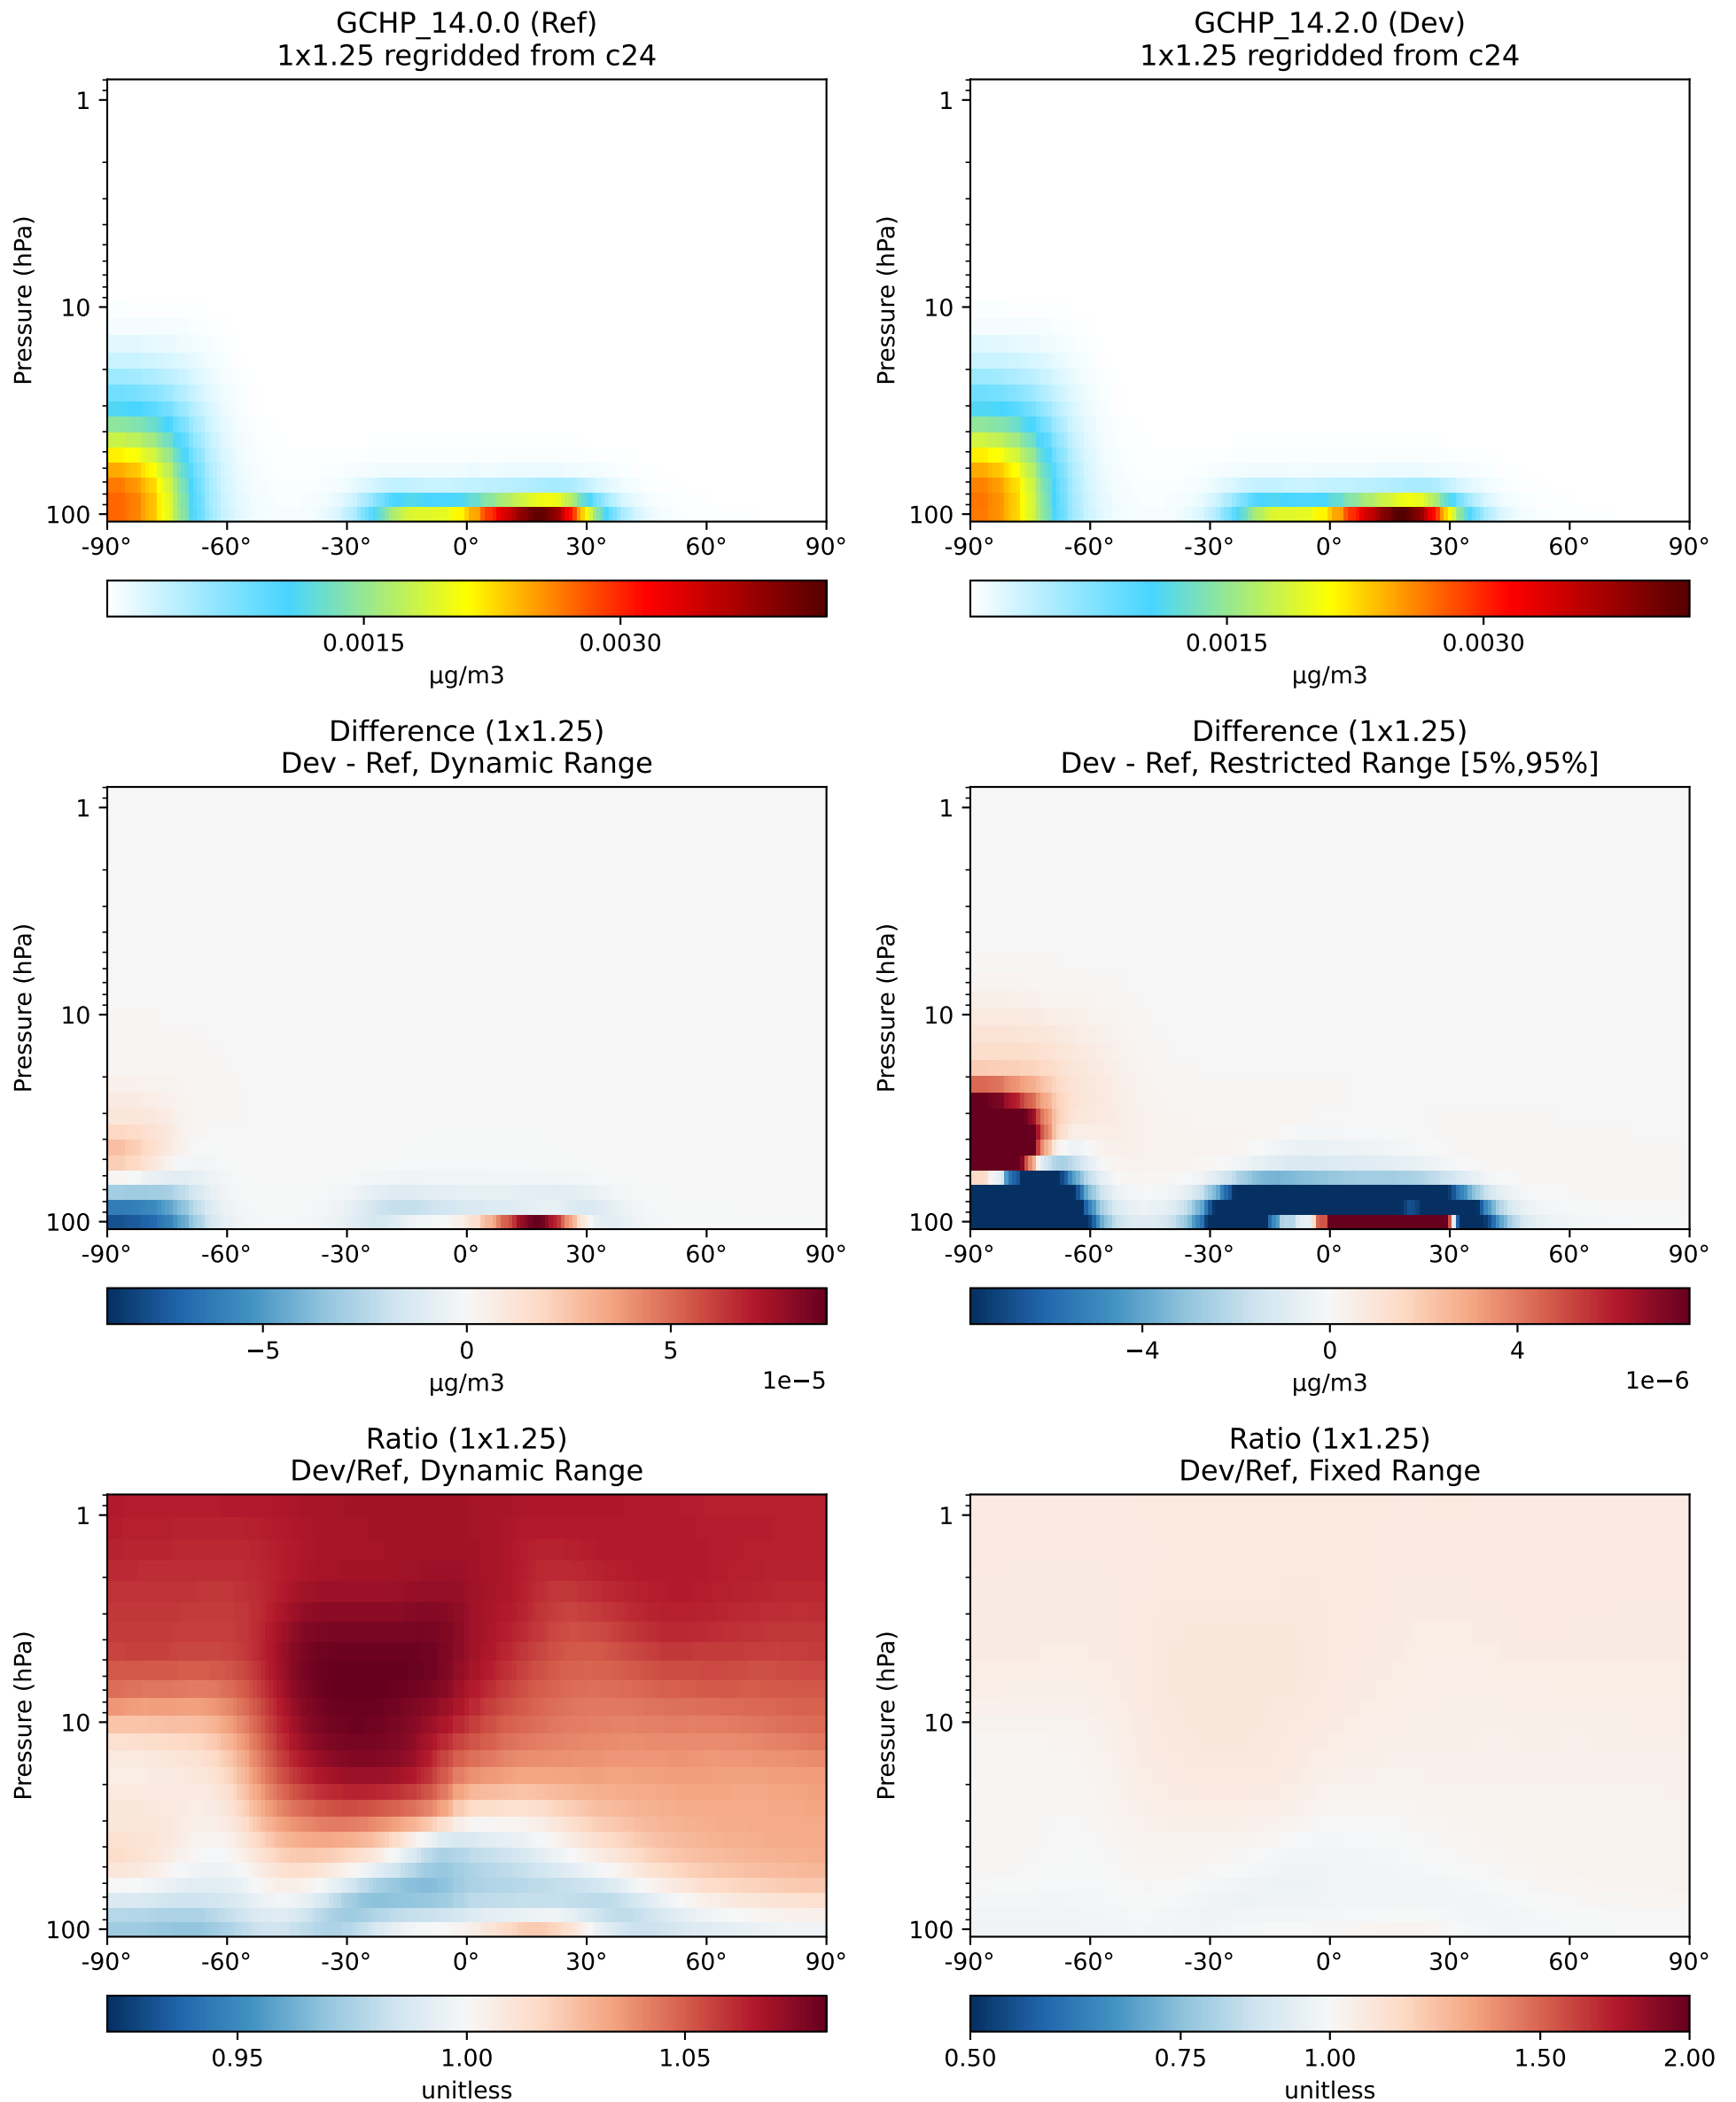 GCHP_14.0.0 (Ref)
1x1.25 regridded from c24
Pressure (hPa)
1
10
100
-90° -60° -30° 0° 30° 60° 90°
0.0015 0.0030
µg/m3
GCHP_14.2.0 (Dev)
1x1.25 regridded from c24
Pressure (hPa)
1
10
100
-90° -60° -30° 0° 30° 60° 90°
0.0015 0.0030
µg/m3
Difference (1x1.25)
Dev - Ref, Dynamic Range
Pressure (hPa)
1
10
100
-90° -60° -30° 0° 30° 60° 90°
−5 0 5
µg/m3 1e−5
Difference (1x1.25)
Dev - Ref, Restricted Range [5%,95%]
Pressure (hPa)
1
10
100
-90° -60° -30° 0° 30° 60° 90°
−4 0 4
µg/m3 1e−6
Ratio (1x1.25)
Dev/Ref, Dynamic Range
Pressure (hPa)
1
10
100
-90° -60° -30° 0° 30° 60° 90°
0.95 1.00 1.05
unitless
Ratio (1x1.25)
Dev/Ref, Fixed Range
Pressure (hPa)
1
10
100
-90° -60° -30° 0° 30° 60° 90°
0.50 0.75 1.00 1.50 2.00
unitless